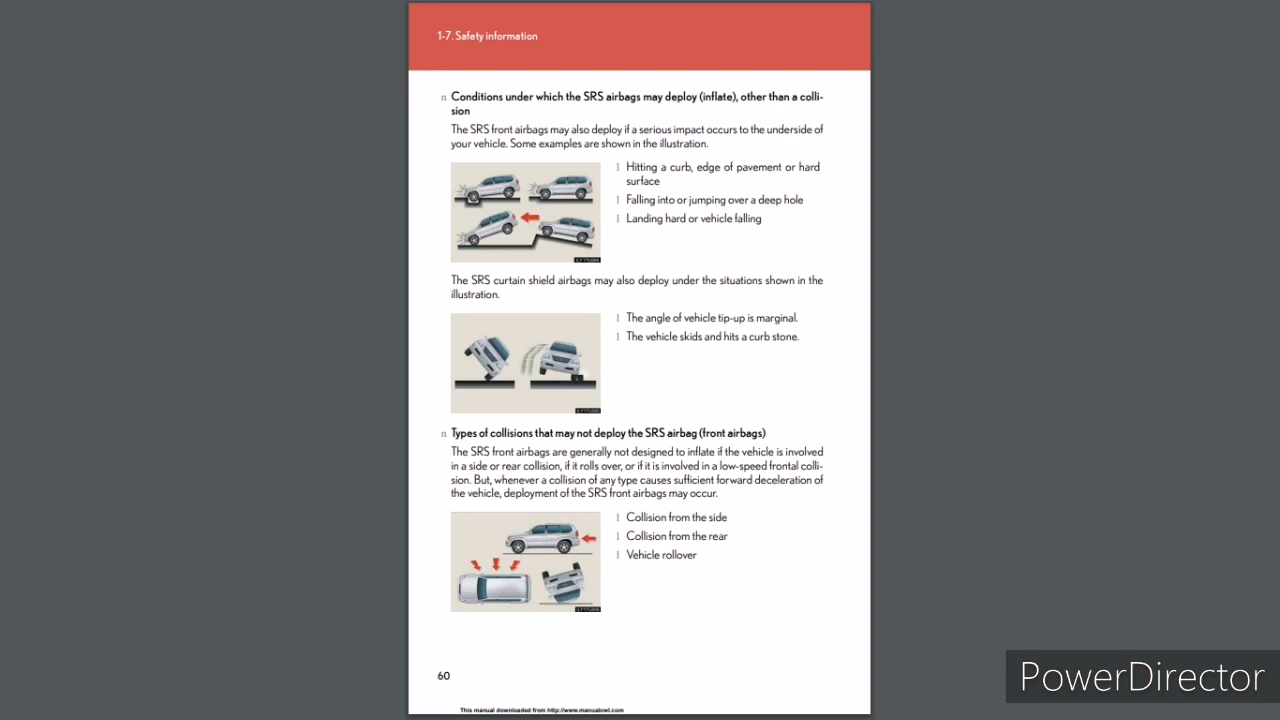 1-7. Safety information
n Conditions under which the SRS airbags may deploy (inflate), other than a colli-
sion
The SRS front airbags may also deploy if a serious impact occurs to the underside of
your vehicle. Some examples are shown in the illustration.
l Hitting a curb, edge of pavement or hard
surface
l Falling into or jumping over a deep hole
l Landing hard or vehicle falling
The SRS curtain shield airbags may also deploy under the situations shown in the
illustration.
l The angle of vehicle tip-up is marginal.
l The vehicle skids and hits a curb stone.
n Types of collisions that may not deploy the SRS airbag (front airbags)
The SRS front airbags are generally not designed to inflate if the vehicle is involved
in a side or rear collision, if it rolls over, or if it is involved in a low-speed frontal colli-
sion. But, whenever a collision of any type causes sufficient forward deceleration of
the vehicle, deployment of the SRS front airbags may occur.
l Collision from the side
l Collision from the rear
l Vehicle rollover
60
This manual downloaded from http://www.manualowl.com
PowerDirector